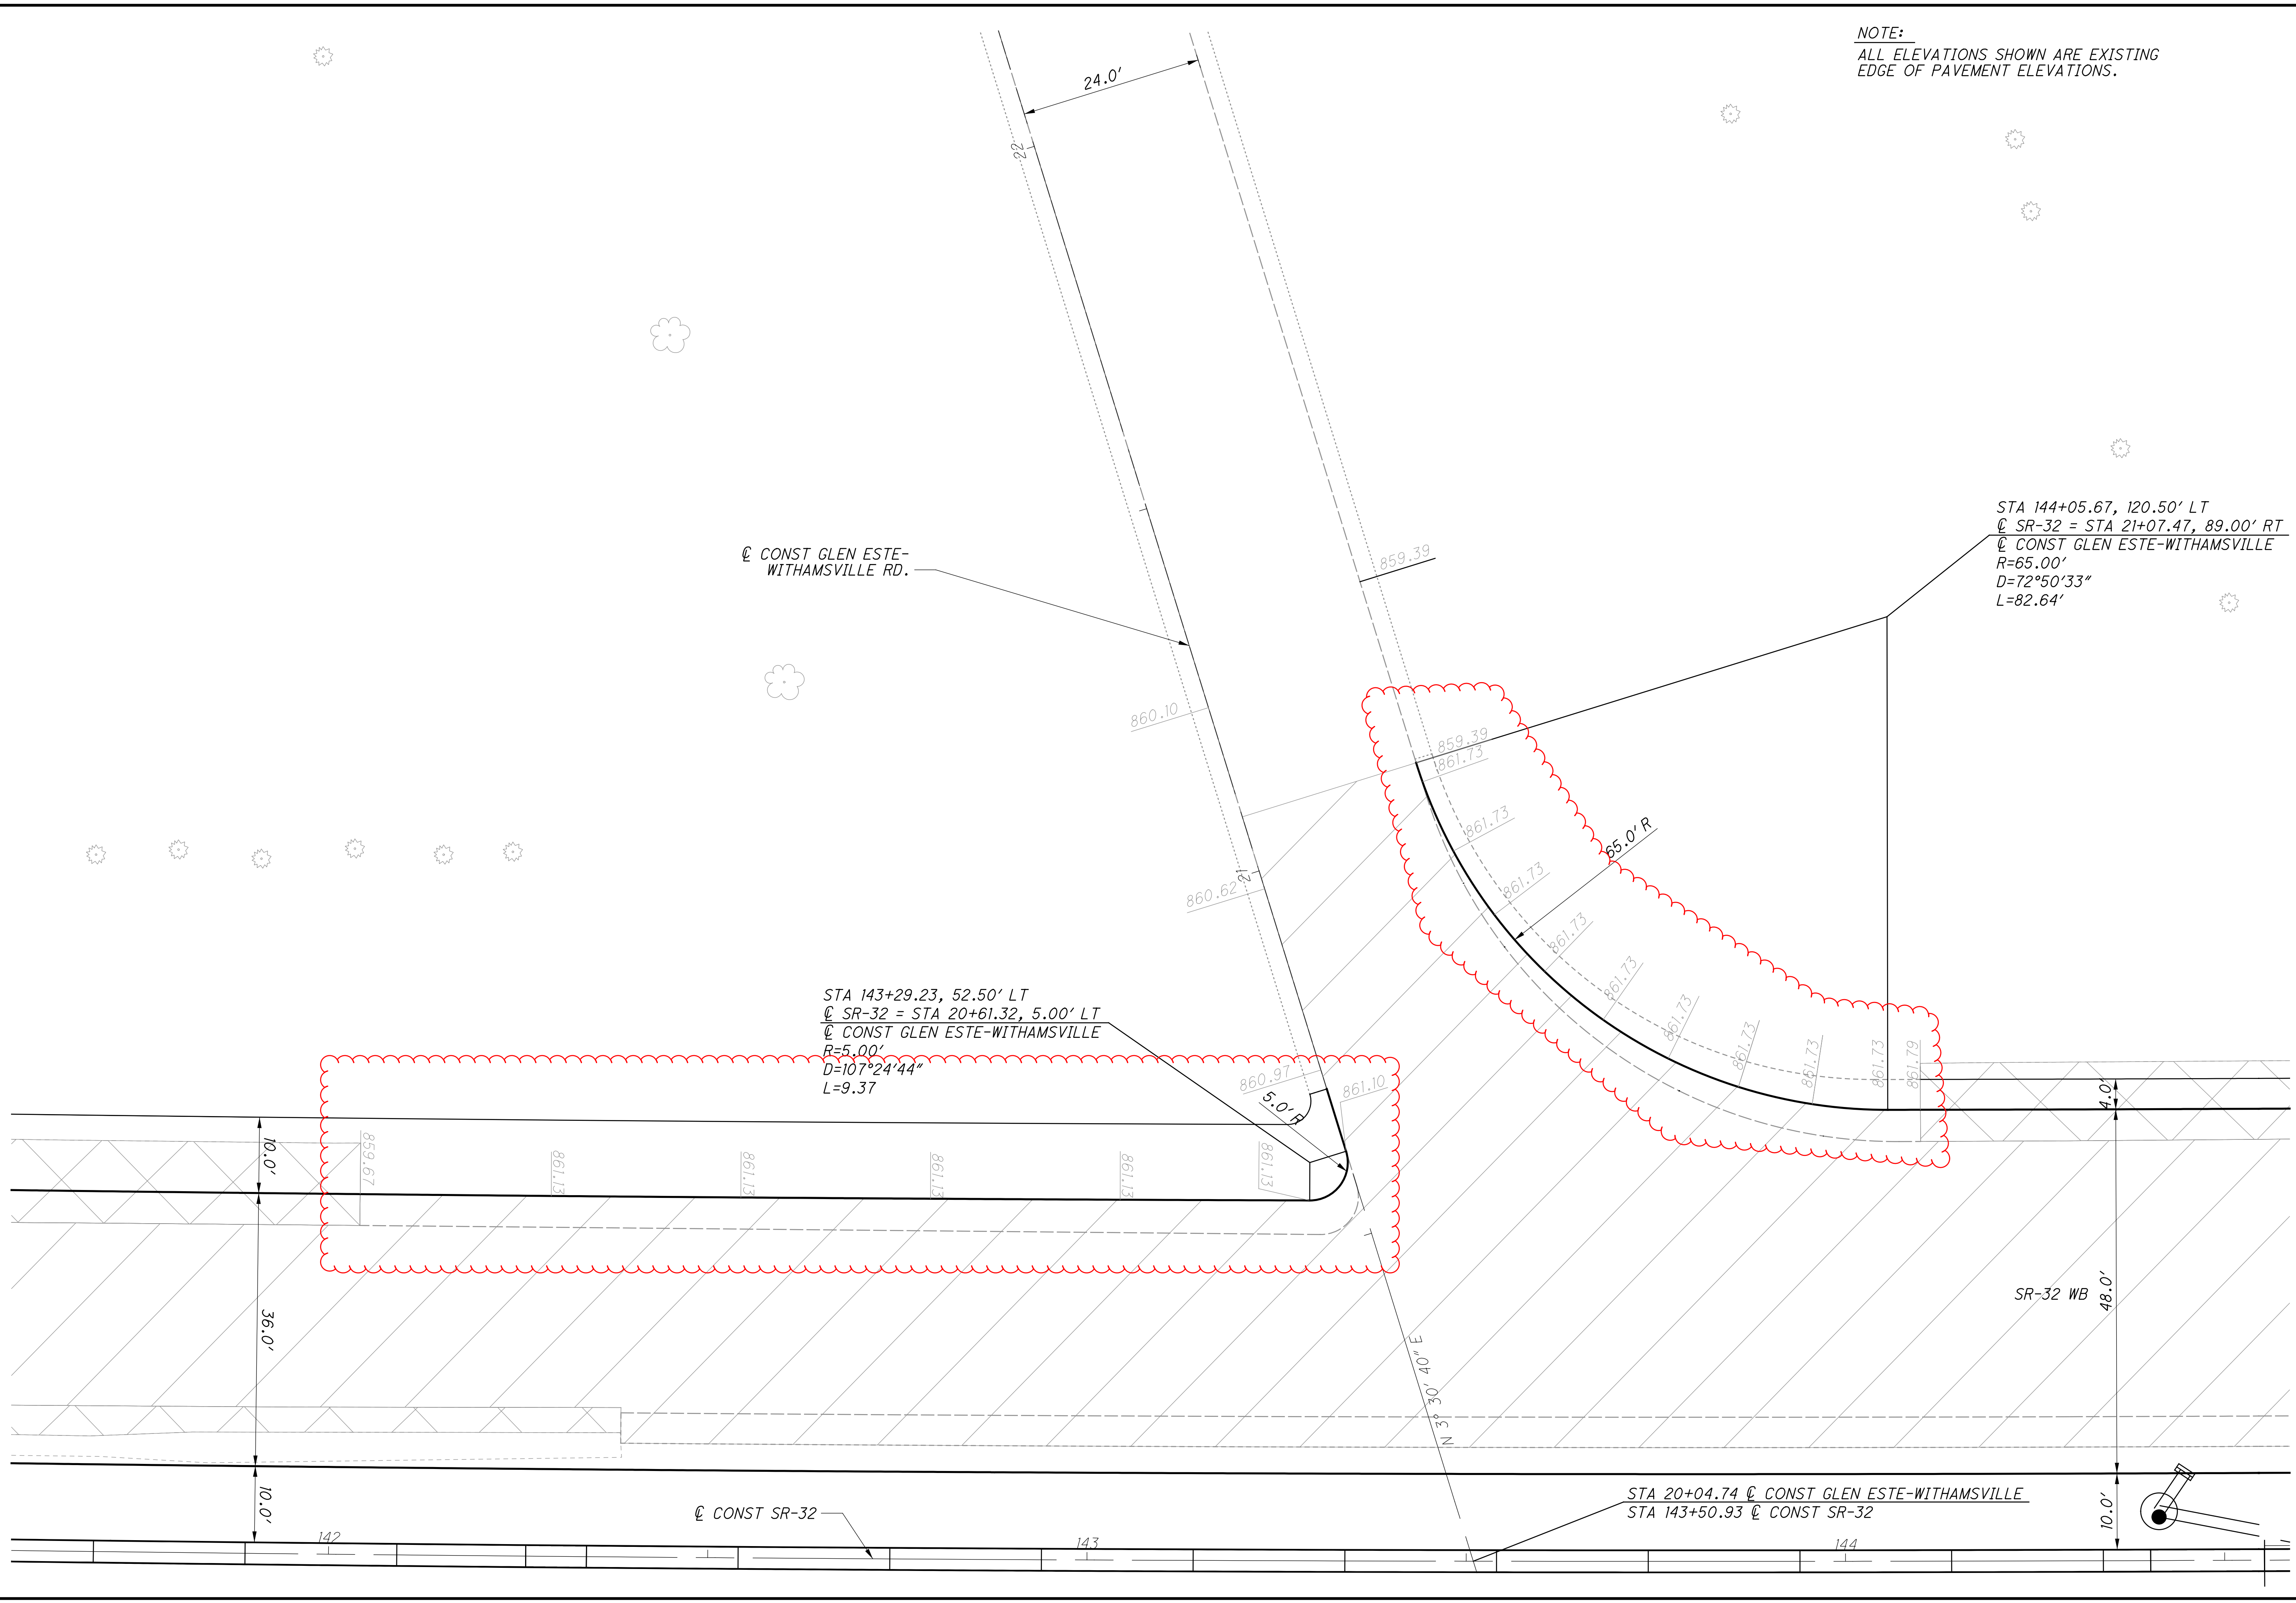 NOTE:
ALL ELEVATIONS SHOWN ARE EXISTING
EDGE OF PAVEMENT ELEVATIONS.
24.0'
22
STA 144+05.67, 120.50' LT
℄ SR-32 = STA 21+07.47, 89.00' RT
℄ CONST GLEN ESTE-WITHAMSVILLE
R=65.00'
D=72°50'33"
L=82.64'
℄ CONST GLEN ESTE-
WITHAMSVILLE RD.
859.39
860.10
859.39
861.73
861.73
65.0' R
861.73
21
860.62
861.73
861.73
861.73
861.73
861.73
861.73
861.79
STA 143+29.23, 52.50' LT
℄ SR-32 = STA 20+61.32, 5.00' LT
℄ CONST GLEN ESTE-WITHAMSVILLE
R=5.00'
D=107°24'44"
L=9.37
860.97
861.10
5.0' R
4.0'
10.0'
859.67
861.13
861.13
861.13
861.13
861.13
36.0'
SR-32 WB
48.0'
N 3° 30' 40" E
10.0'
℄ CONST SR-32
STA 20+04.74 ℄ CONST GLEN ESTE-WITHAMSVILLE
STA 143+50.93 ℄ CONST SR-32
10.0'
142
143
144